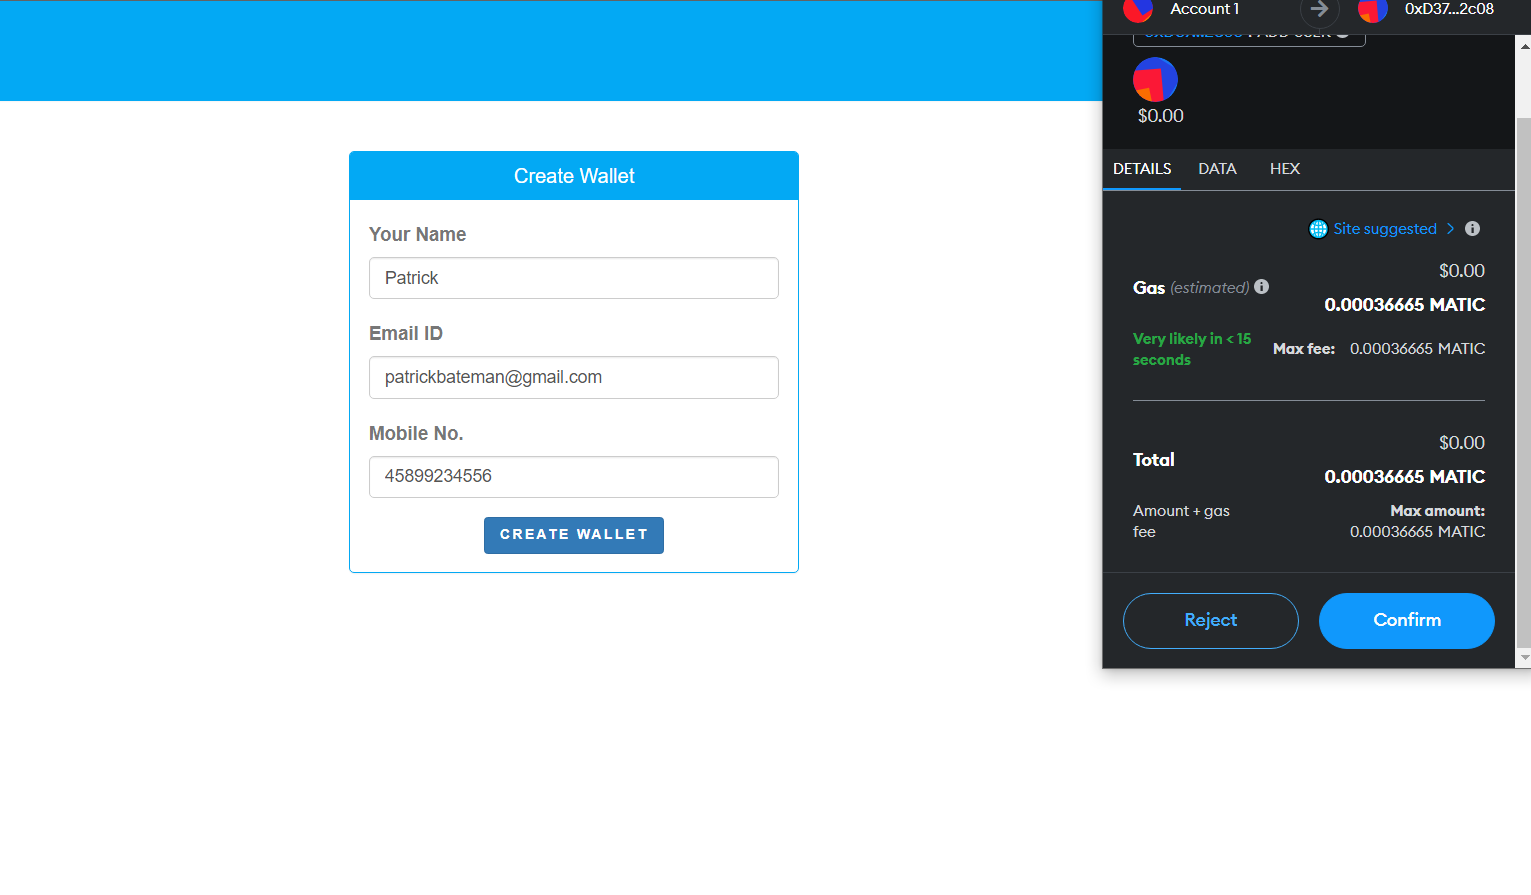 Create Wallet
Your Name
Patrick
Email ID
patrickbateman@gmail.com
Mobile No.
45899234556
CREATE WALLET
Account 1
0xD37...2c08
$0.00
DETAILS DATA HEX
Site suggested >
$0.00
Gas (estimated)
0.00036665 MATIC
Very likely in < 15
seconds
Max fee: 0.00036665 MATIC
$0.00
Total
0.00036665 MATIC
Amount + gas
fee
Max amount:
0.00036665 MATIC
Reject
Confirm